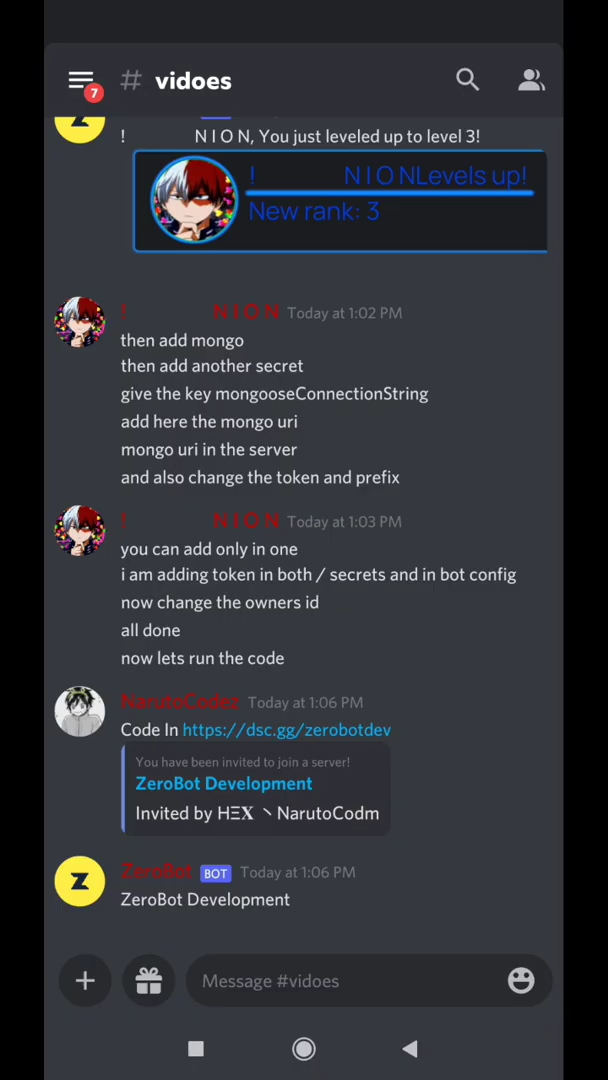 7
# vidoes
! N I O N, You just leveled up to level 3!
! N I O NLevels up!
New rank: 3
! N I O N Today at 1:02 PM
then add mongo
then add another secret
give the key mongooseConnectionString
add here the mongo uri
mongo uri in the server
and also change the token and prefix
! N I O N Today at 1:03 PM
you can add only in one
i am adding token in both / secrets and in bot config
now change the owners id
all done
now lets run the code
NarutoCodez Today at 1:06 PM
Code In https://dsc.gg/zerobotdev
You have been invited to join a server!
ZeroBot Development
Invited by HΞ𝐗 丶NarutoCodm
Z
ZeroBot BOT Today at 1:06 PM
ZeroBot Development
Message #vidoes